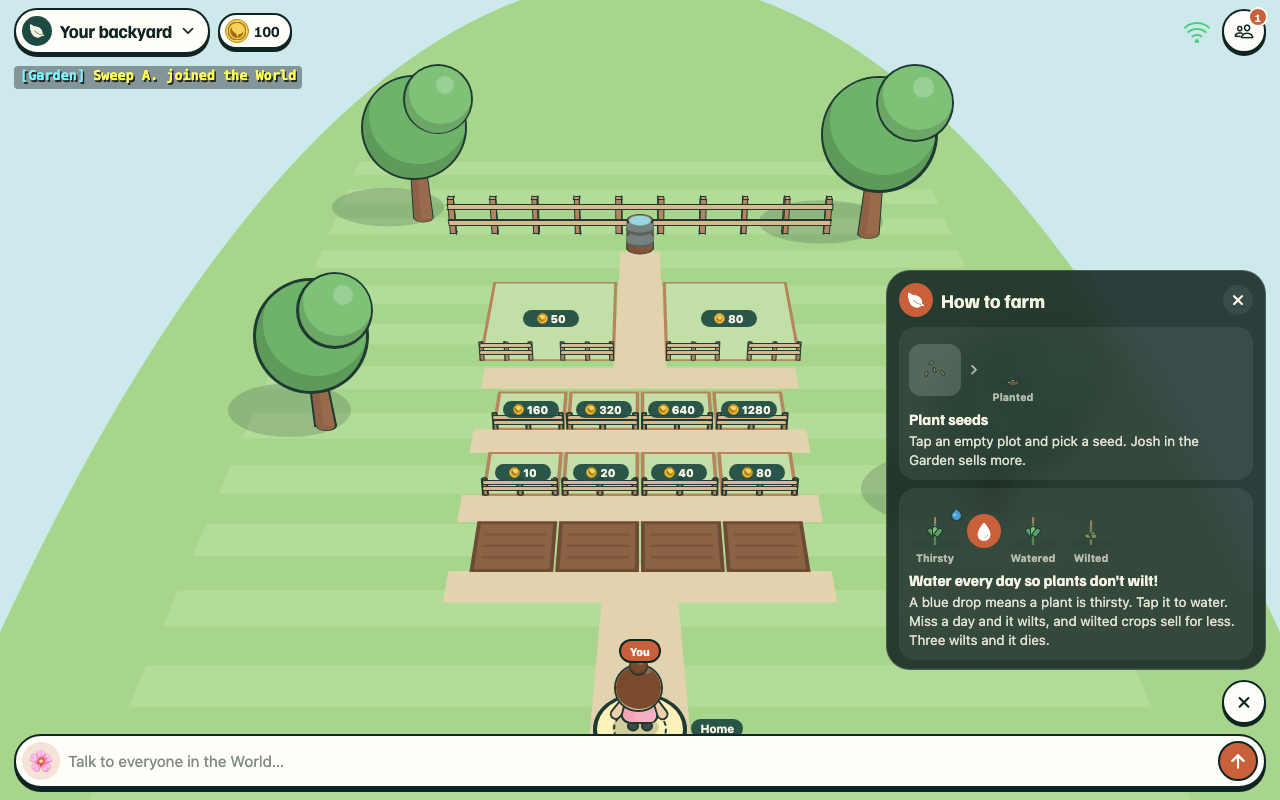 Your backyard
100
1
[Garden] Sweep A. joined the World
50
80
160
320
640
1280
10
20
40
80
How to farm
Planted
Plant seeds
Tap an empty plot and pick a seed. Josh in the
Garden sells more.
Thirsty
Watered
Wilted
Water every day so plants don't wilt!
A blue drop means a plant is thirsty. Tap it to water.
Miss a day and it wilts, and wilted crops sell for less.
Three wilts and it dies.
You
Home
Talk to everyone in the World...